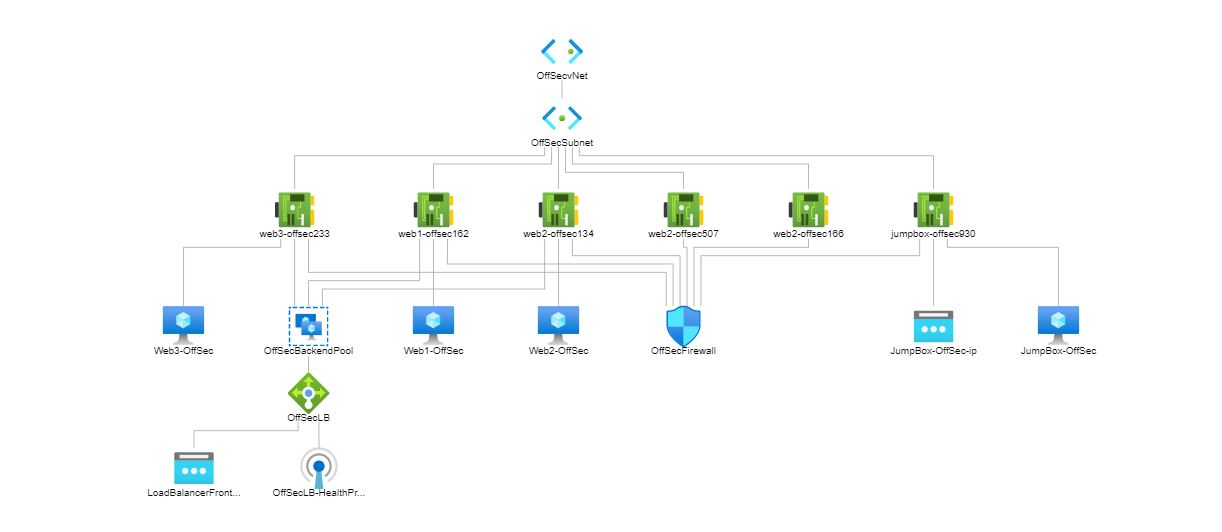 OffSecvNet
OffSecSubnet
web3-offsec233
web1-offsec162
web2-offsec134
web2-offsec507
web2-offsec166
jumpbox-offsec930
Web3-OffSec
OffSecBackendPool
Web1-OffSec
Web2-OffSec
OffSecFirewall
JumpBox-OffSec-ip
JumpBox-OffSec
OffSecLB
LoadBalancerFront...
OffSecLB-HealthPr...